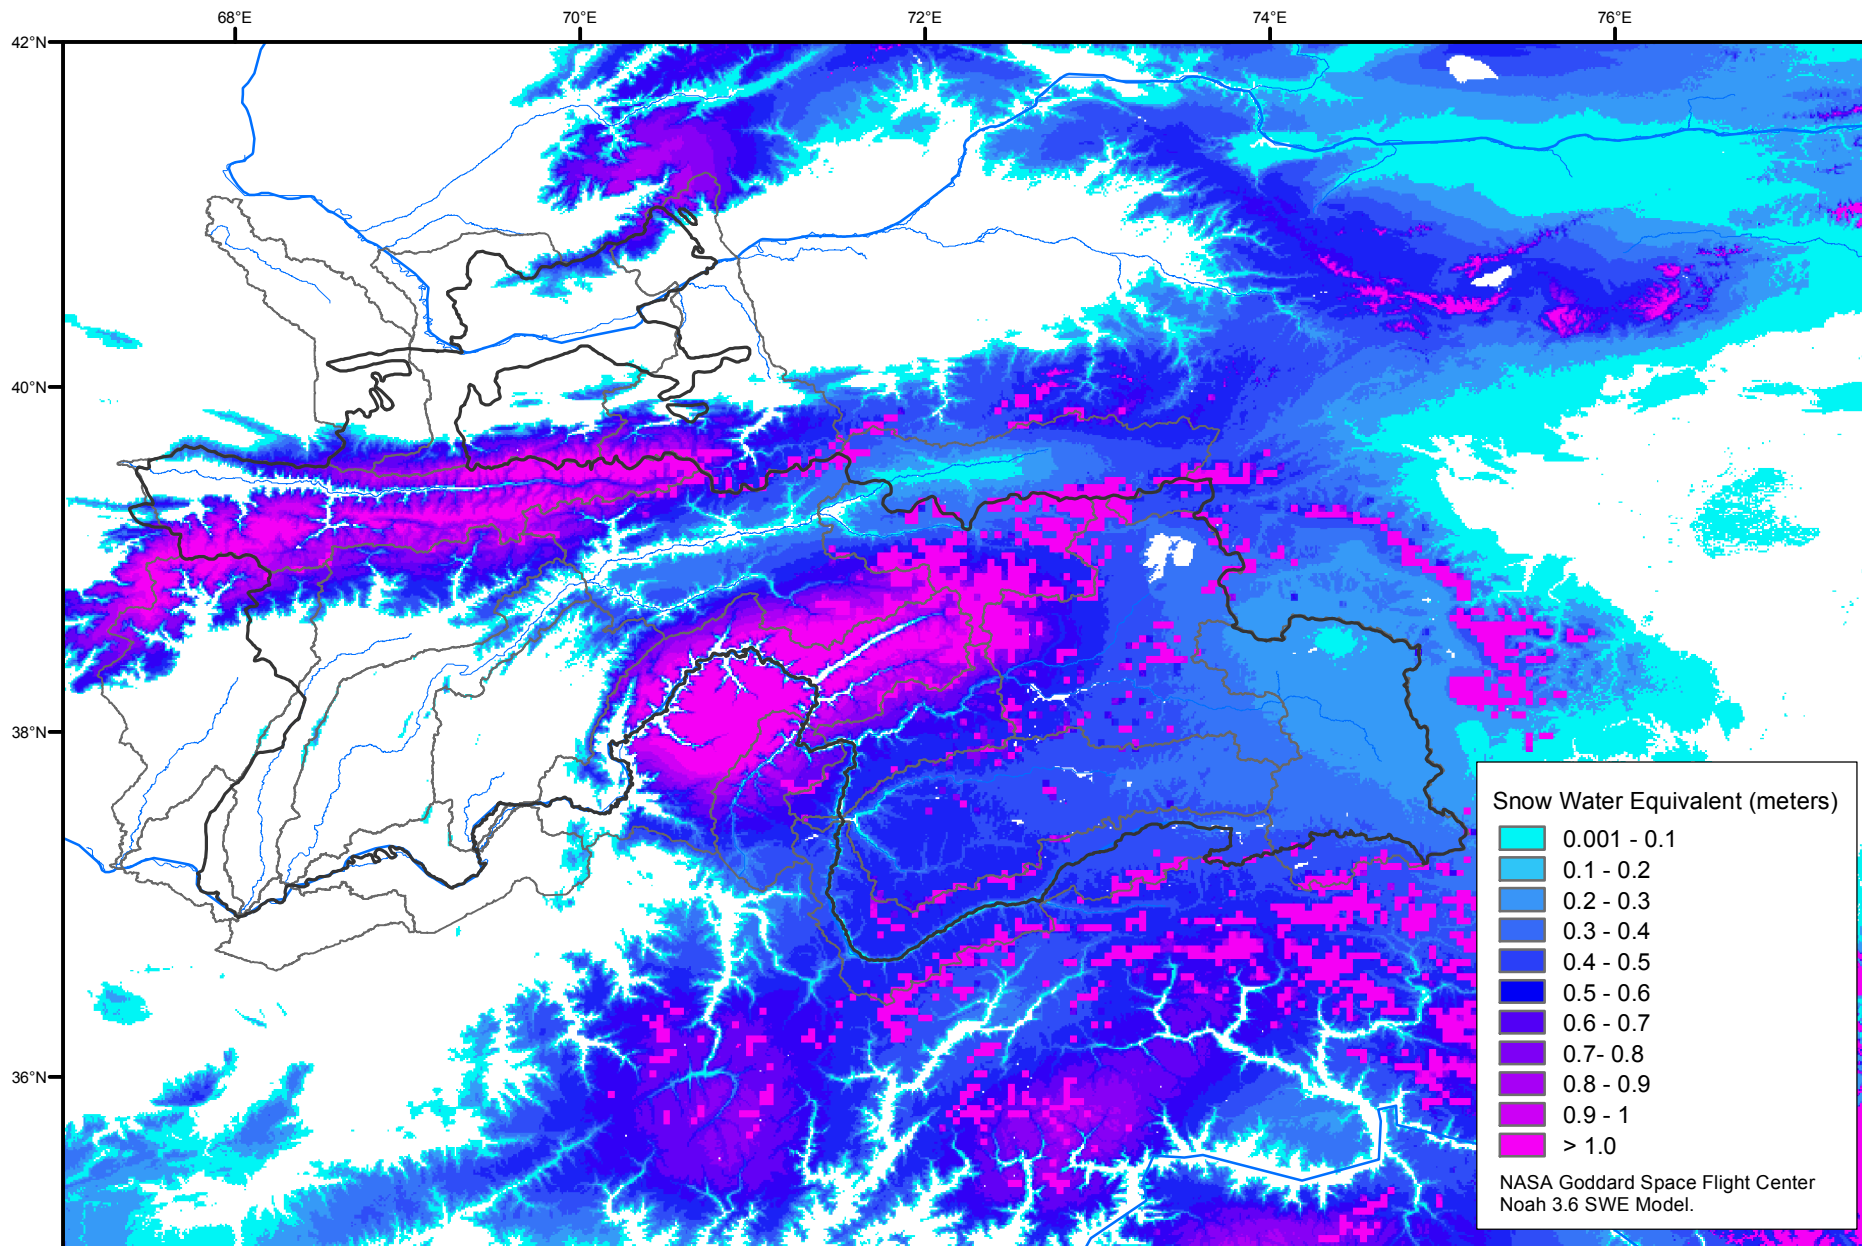 68°E
70°E
72°E
74°E
76°E
42°N
40°N
38°N
36°N
Snow Water Equivalent (meters)
0.001 - 0.1
0.1 - 0.2
0.2 - 0.3
0.3 - 0.4
0.4 - 0.5
0.5 - 0.6
0.6 - 0.7
0.7- 0.8
0.8 - 0.9
0.9 - 1
> 1.0
NASA Goddard Space Flight Center
Noah 3.6 SWE Model.